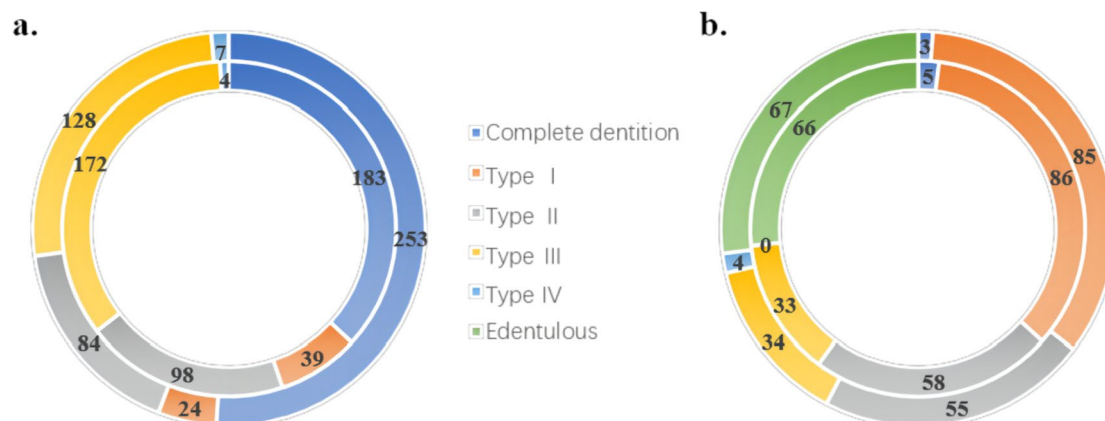 a.
b.
7
4
128
172
183
253
39
84
98
24
Complete dentition
Type I
Type II
Type III
Type IV
Edentulous
3
5
67
66
85
86
0
4
33
34
58
55